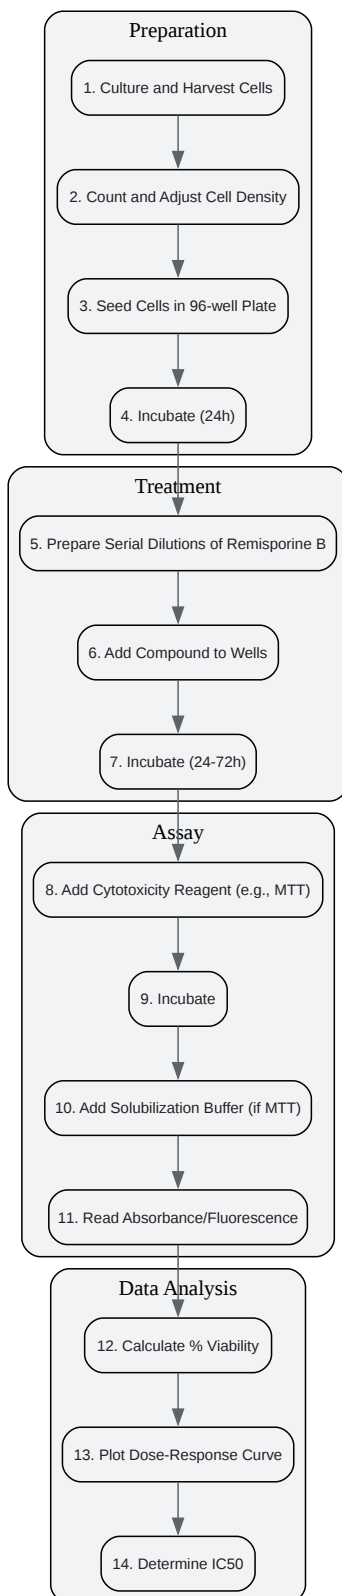 Preparation
1. Culture and Harvest Cells
2. Count and Adjust Cell Density
3. Seed Cells in 96-well Plate
4. Incubate (24h)
Treatment
5. Prepare Serial Dilutions of Remisporine B
6. Add Compound to Wells
7. Incubate (24-72h)
Assay
8. Add Cytotoxicity Reagent (e.g., MTT)
9. Incubate
10. Add Solubilization Buffer (if MTT)
11. Read Absorbance/Fluorescence
Data Analysis
12. Calculate % Viability
13. Plot Dose-Response Curve
14. Determine IC50